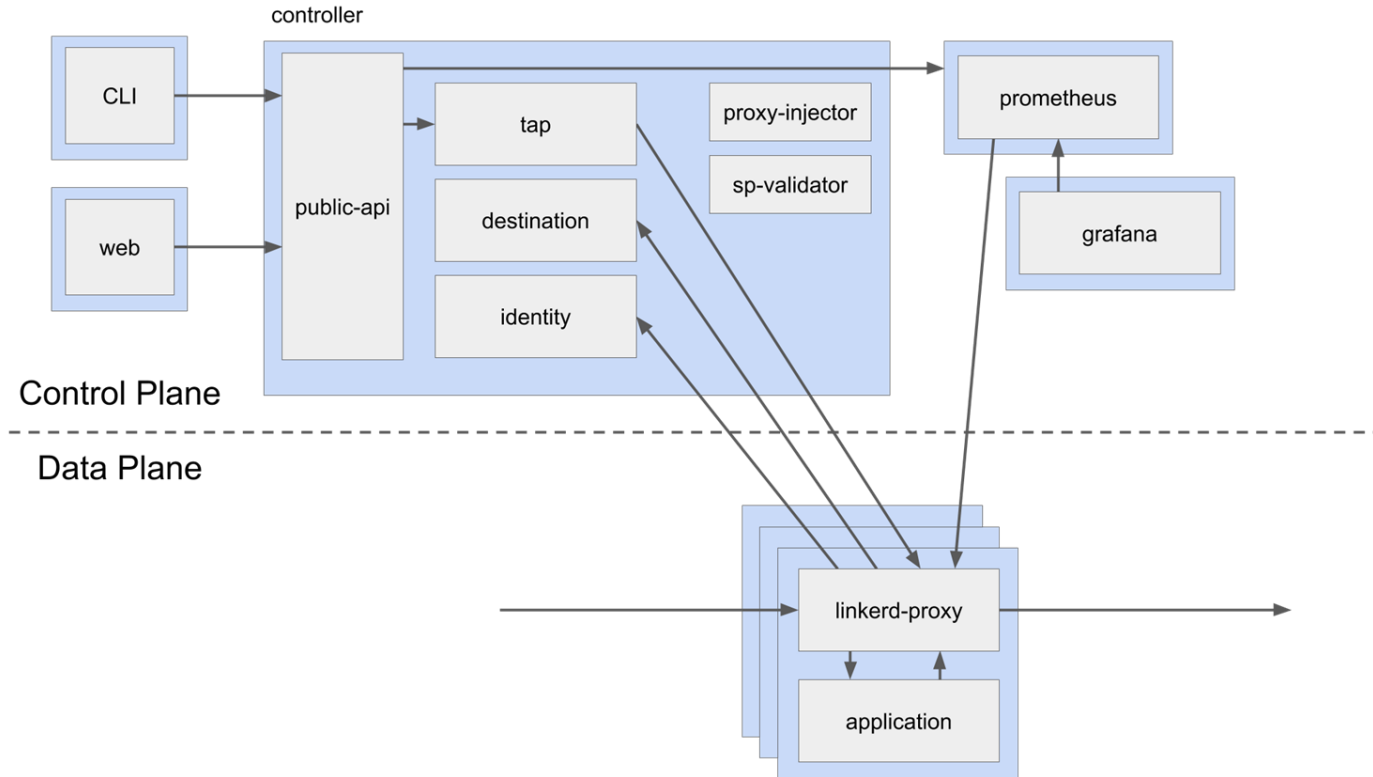 controller
CLI
web
public-api
tap
destination
identity
proxy-injector
sp-validator
prometheus
grafana
Control Plane
Data Plane
linkerd-proxy
application